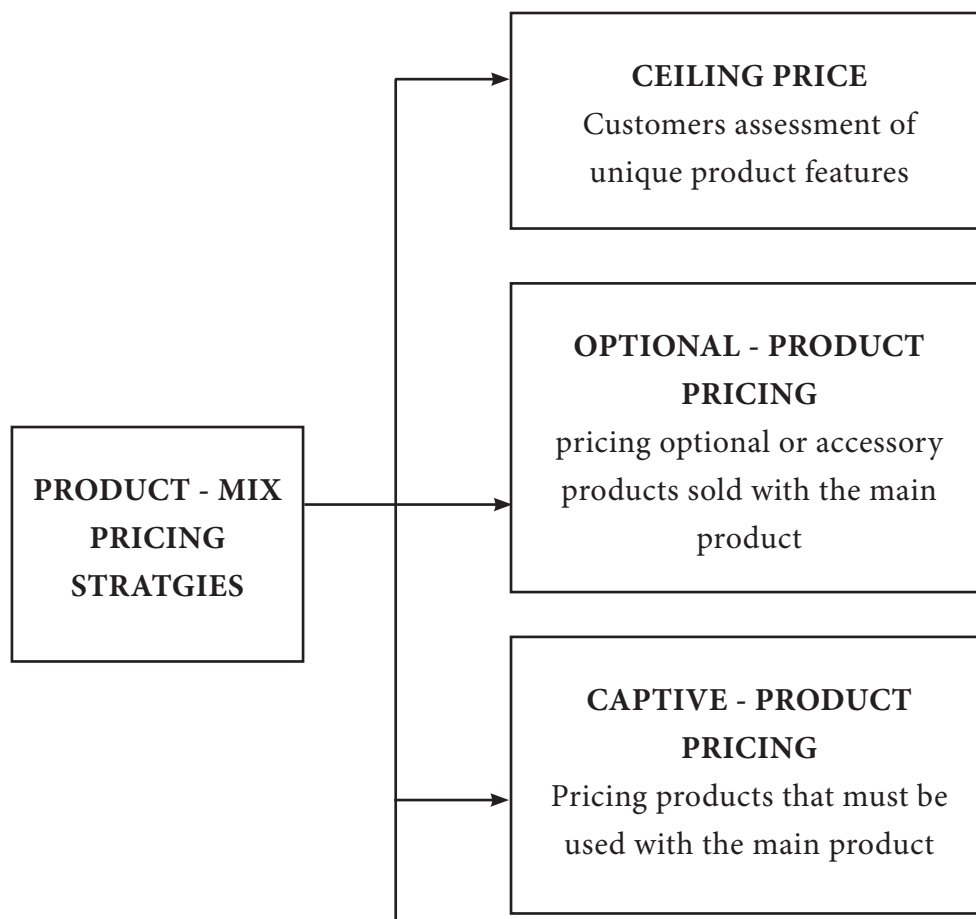 CEILING PRICE
Customers assessment of
unique product features
OPTIONAL - PRODUCT
PRICING
pricing optional or accessory
products sold with the main
product
PRODUCT - MIX
PRICING
STRATGIES
CAPTIVE - PRODUCT
PRICING
Pricing products that must be
used with the main product